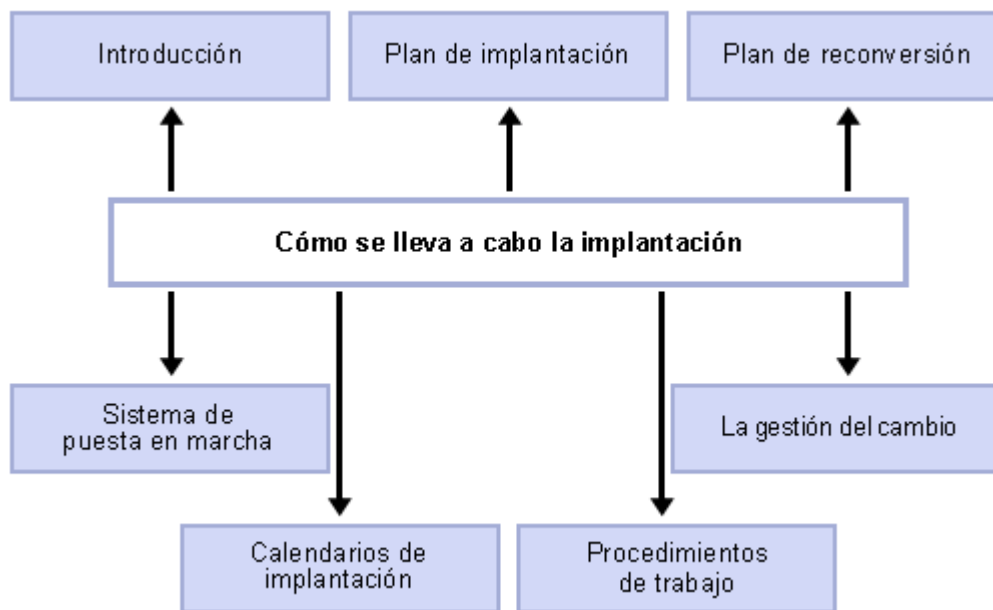 Introducción
Plan de implantación
Plan de reconversión
Cómo se lleva a cabo la implantación
Sistema de
puesta en marcha
La gestión del cambio
Calendarios de
implantación
Procedimientos
de trabajo